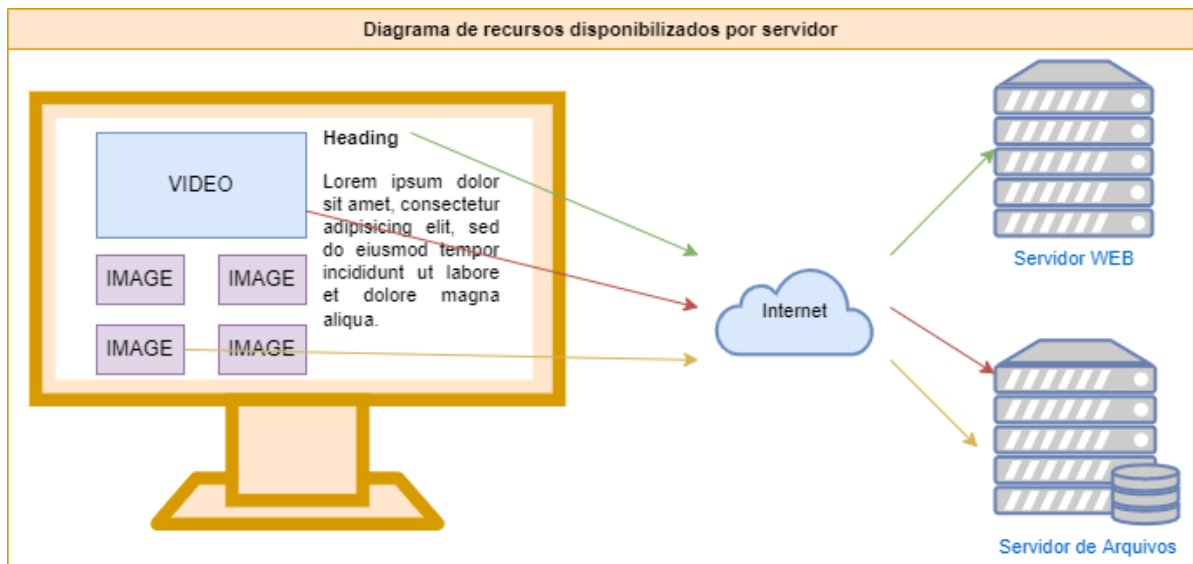 Diagrama de recursos disponibilizados por servidor
VIDEO
Heading
Lorem ipsum dolor
sit amet, consectetur
adipisicing elit, sed
do eiusmod tempor
incididunt ut labore
et dolore magna
aliqua.
IMAGE
IMAGE
IMAGE
IMAGE
Internet
Servidor WEB
Servidor de Arquivos